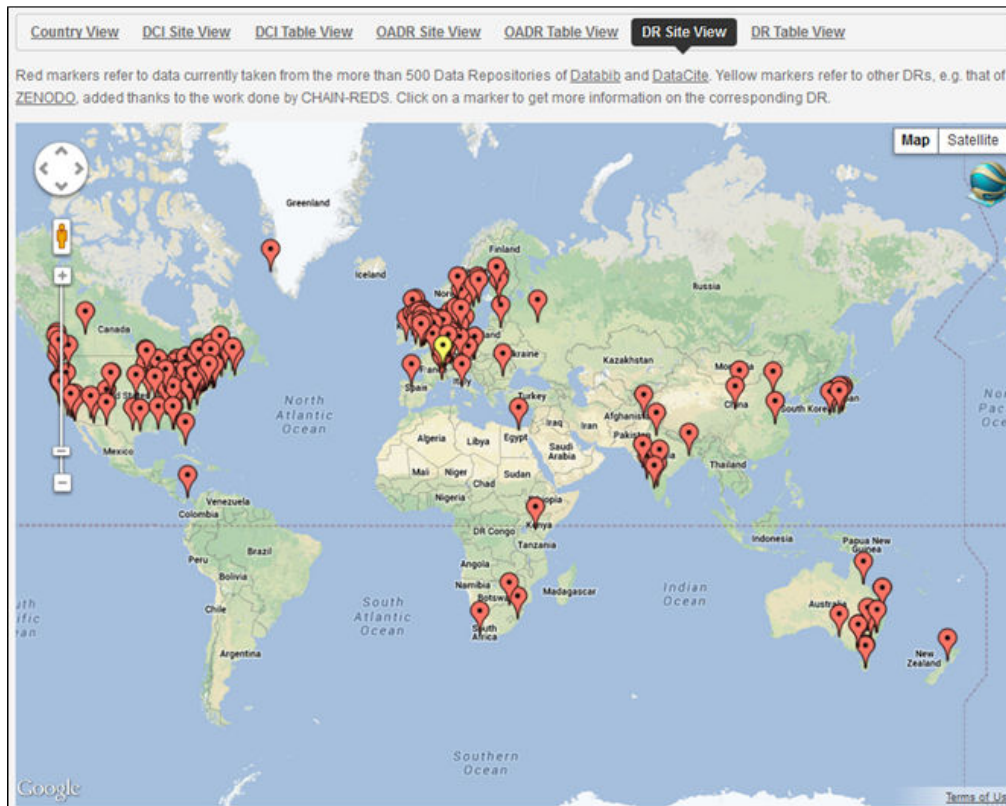 Country View DCI Site View DCI Table View OADR Site View OADR Table View DR Site View DR Table View
Red markers refer to data currently taken from the more than 500 Data Repositories of Databib and DataCite. Yellow markers refer to other DRs, e.g. that of
ZENODO, added thanks to the work done by CHAIN-REDS. Click on a marker to get more information on the corresponding DR.
Map Satellite
Greenland
Finland
Iceland
Russia
Canada
Ukraine
Kazakhstan
Spain
Italy
Turkey
North
Atlantic
Ocean
Afghanistan
China
South Korea
Iraq
Iran
Pakistan
Algeria
Libya
Egypt
Mexico
Saudi
Arabia
Mali
Niger
Chad
Sudan
Thailand
Nigeria
Ethiopia
Venezuela
Colombia
DR Congo
Kenya
Tanzania
Indonesia
Papua New
Guinea
Brazil
Peru
Angola
Bolivia
Namibia
Madagascar
Indian
Ocean
South
Atlantic
Ocean
Australia
Chile
South
Africa
Argentina
New
Zealand
Southern
Ocean
Google
Terms of Us